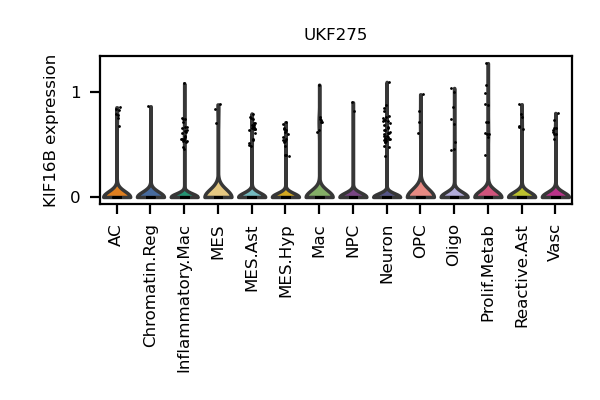 UKF275
KIF16B expression
1
0
AC
Chromatin.Reg
Inflammatory.Mac
MES
MES.Ast
MES.Hyp
Mac
NPC
Neuron
OPC
Oligo
Prolif.Metab
Reactive.Ast
Vasc